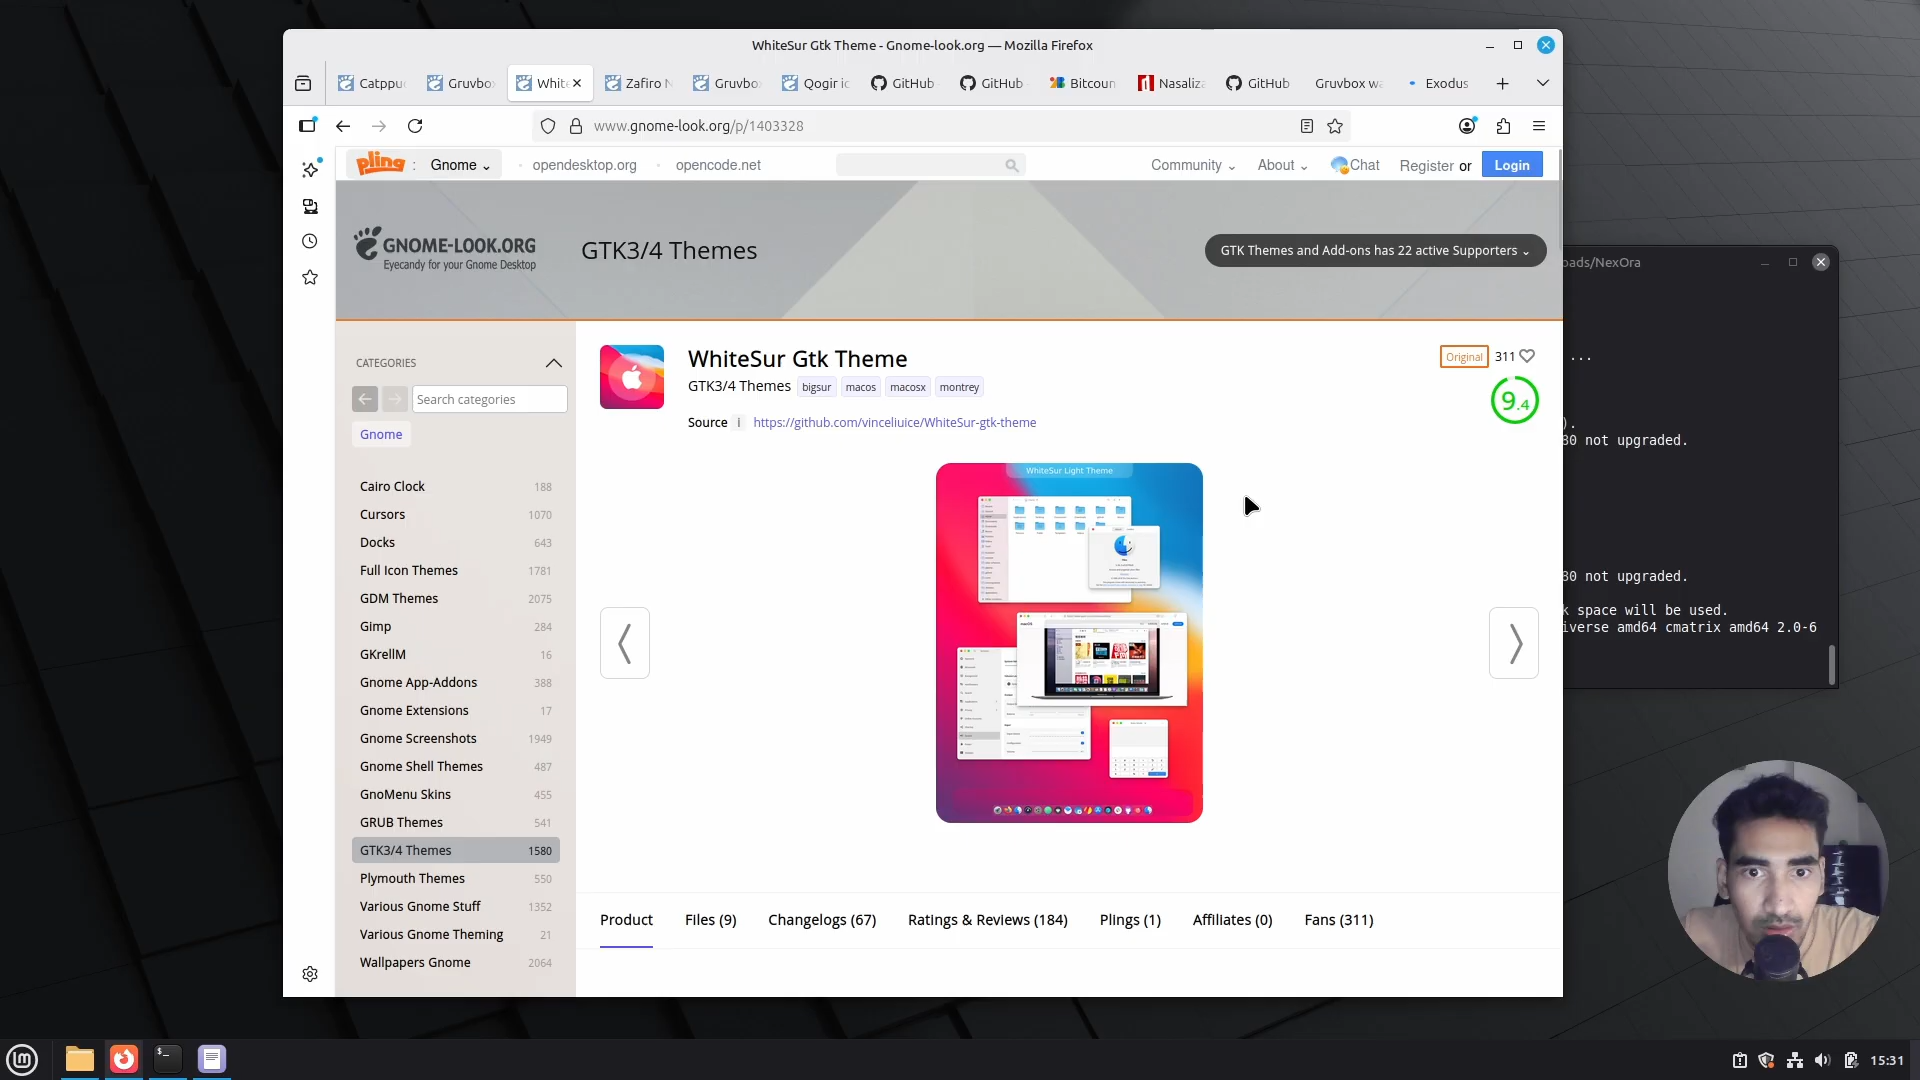 WhiteSur Gtk Theme - Gnome-look.org — Mozilla Firefox
Catppuc
Gruvbo
White
Zafiro N
Gruvbo
Qogir ic
GitHub
GitHub
Bitcoun
Nasaliza
GitHub
Gruvbox wa
Exodus
www.gnome-look.org/p/1403328
pling :
Gnome
opendesktop.org
opencode.net
Community
About
Chat
Register or
Login
GNOME-LOOK.ORG
Eyecandy for your Gnome Desktop
GTK3/4 Themes
GTK Themes and Add-ons has 22 active Supporters
CATEGORIES
Search categories
Gnome
Cairo Clock 188
Cursors 1070
Docks 643
Full Icon Themes 1781
GDM Themes 2075
Gimp 284
GKrellM 16
Gnome App-Addons 388
Gnome Extensions 17
Gnome Screenshots 1949
Gnome Shell Themes 487
GnoMenu Skins 455
GRUB Themes 541
GTK3/4 Themes 1580
Plymouth Themes 550
Various Gnome Stuff 1352
Various Gnome Theming 21
Wallpapers Gnome 2064
WhiteSur Gtk Theme
GTK3/4 Themes bigsur macos macosx montrey
Source i https://github.com/vinceliuice/WhiteSur-gtk-theme
Original 311
9.4
WhiteSur Light Theme
Product
Files (9)
Changelogs (67)
Ratings & Reviews (184)
Plings (1)
Affiliates (0)
Fans (311)
oads/NexOra
...
).
30 not upgraded.
30 not upgraded.
k space will be used.
iverse amd64 cmatrix amd64 2.0-6
15:31